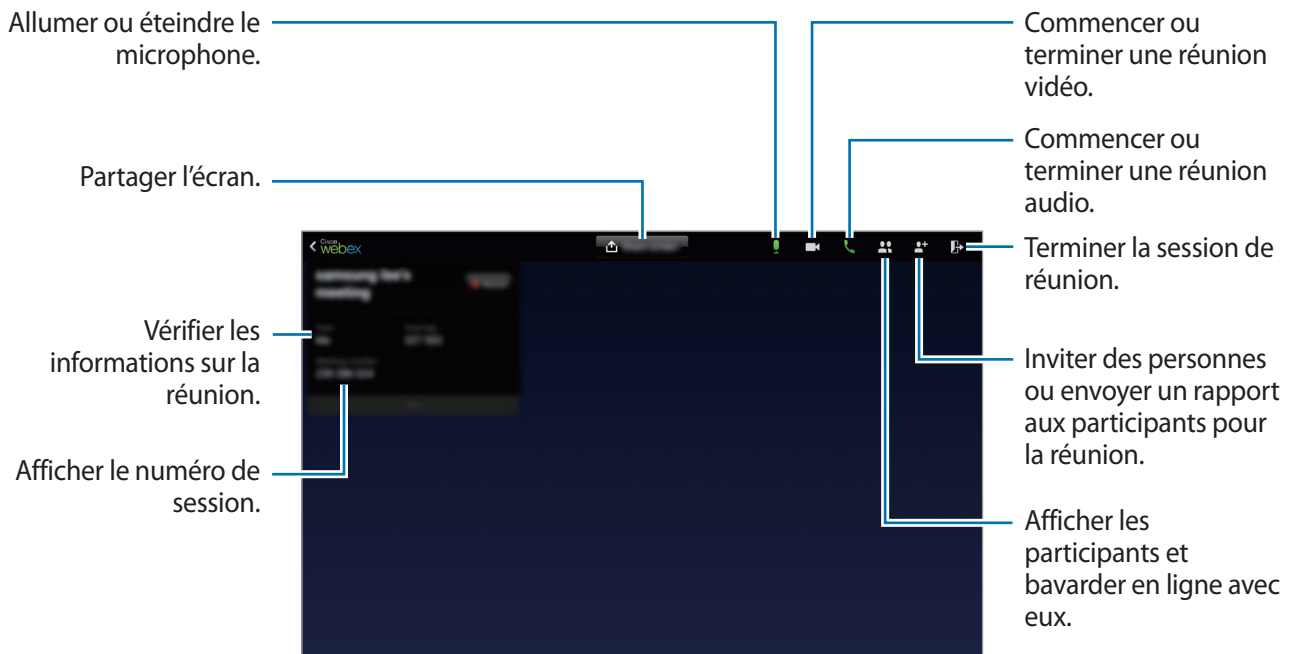 Allumer ou éteindre le
microphone.
Partager l’écran.
Vérifier les
informations sur la
réunion.
Afficher le numéro de
session.
Cisco
webex
samsung lee's
meeting
Commencer ou
terminer une réunion
vidéo.
Commencer ou
terminer une réunion
audio.
Terminer la session de
réunion.
Inviter des personnes
ou envoyer un rapport
aux participants pour
la réunion.
Afficher les
participants et
bavarder en ligne avec
eux.